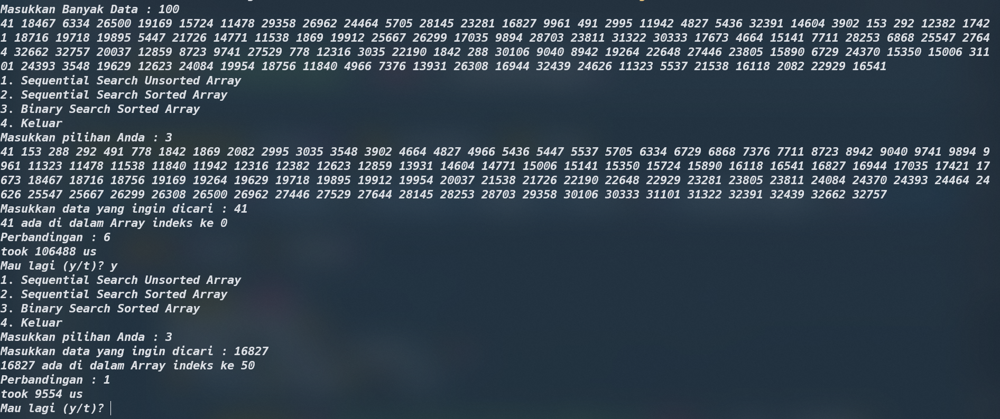 Masukkan Banyak Data : 100
41 18467 6334 26500 19169 15724 11478 29358 26962 24464 5705 28145 23281 16827 9961 491 2995 11942 4827 5436 32391 14604 3902 153 292 12382 1742
1 18716 19718 19895 5447 21726 14771 11538 1869 19912 25667 26299 17035 9894 28703 23811 31322 30333 17673 4664 15141 7711 28253 6868 25547 2764
4 32662 32757 20037 12859 8723 9741 27529 778 12316 3035 22190 1842 288 30106 9040 8942 19264 22648 27446 23805 15890 6729 24370 15350 15006 311
01 24393 3548 19629 12623 24084 19954 18756 11840 4966 7376 13931 26308 16944 32439 24626 11323 5537 21538 16118 2082 22929 16541
1. Sequential Search Unsorted Array
2. Sequential Search Sorted Array
3. Binary Search Sorted Array
4. Keluar
Masukkan pilihan Anda : 3
41 153 288 292 491 778 1842 1869 2082 2995 3035 3548 3902 4664 4827 4966 5436 5447 5537 5705 6334 6729 6868 7376 7711 8723 8942 9040 9741 9894 9
961 11323 11478 11538 11840 11942 12316 12382 12623 12859 13931 14604 14771 15006 15141 15350 15724 15890 16118 16541 16827 16944 17035 17421 17
673 18467 18716 18756 19169 19264 19629 19718 19895 19912 19954 20037 21538 21726 22190 22648 22929 23281 23805 23811 24084 24370 24393 24464 24
626 25547 25667 26299 26308 26500 26962 27446 27529 27644 28145 28253 28703 29358 30106 30333 31101 31322 32391 32439 32662 32757
Masukkan data yang ingin dicari : 41
41 ada di dalam Array indeks ke 0
Perbandingan : 6
took 106488 us
Mau lagi (y/t)? y
1. Sequential Search Unsorted Array
2. Sequential Search Sorted Array
3. Binary Search Sorted Array
4. Keluar
Masukkan pilihan Anda : 3
Masukkan data yang ingin dicari : 16827
16827 ada di dalam Array indeks ke 50
Perbandingan : 1
took 9554 us
Mau lagi (y/t)?